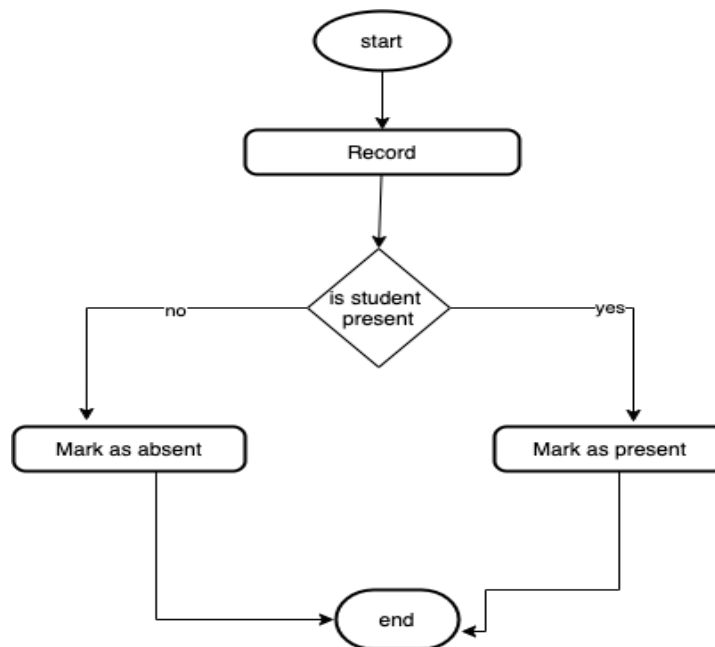 start
Record
is student
present
no
yes
Mark as absent
Mark as present
end